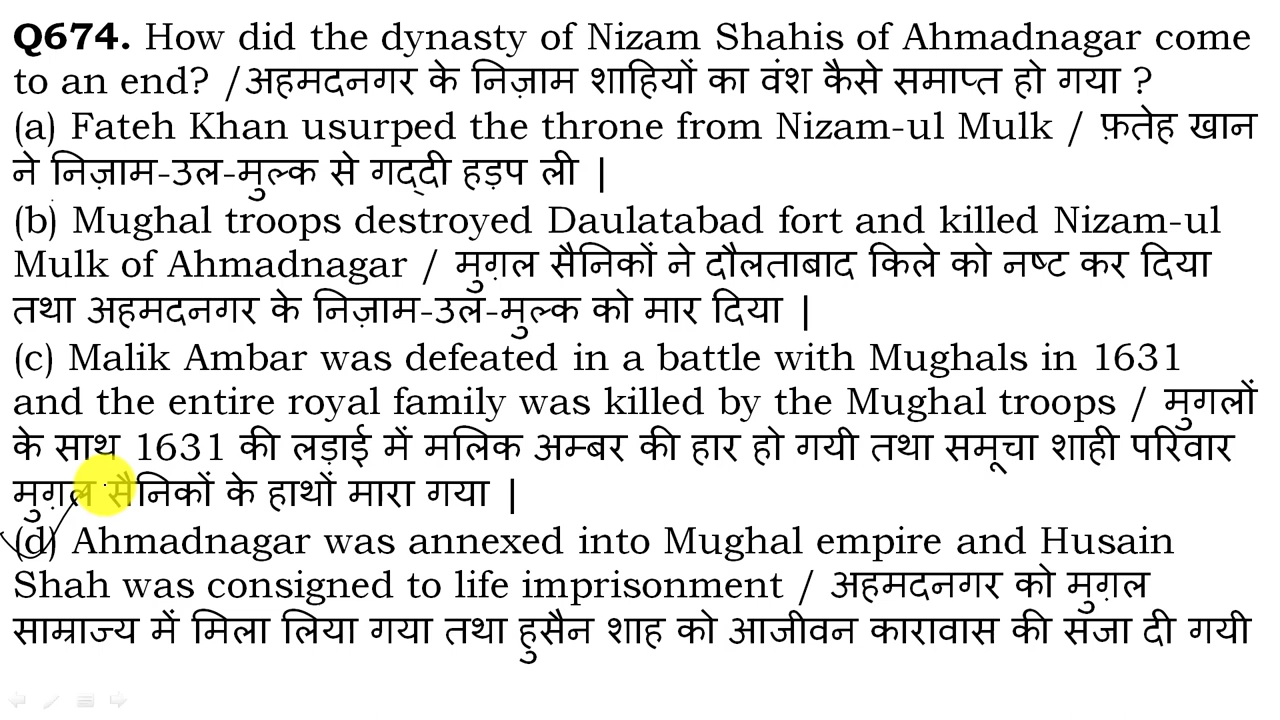 Q674. How did the dynasty of Nizam Shahis of Ahmadnagar come
to an end? /अहमदनगर के निज़ाम शाहियों का वंश कैसे समाप्त हो गया ?
(a) Fateh Khan usurped the throne from Nizam-ul Mulk / फ़तेह खान
ने निज़ाम-उल-मुल्क से गद्दी हड़प ली |
(b) Mughal troops destroyed Daulatabad fort and killed Nizam-ul
Mulk of Ahmadnagar / मुग़ल सैनिकों ने दौलताबाद किले को नष्ट कर दिया
तथा अहमदनगर के निज़ाम-उल-मुल्क को मार दिया |
(c) Malik Ambar was defeated in a battle with Mughals in 1631
and the entire royal family was killed by the Mughal troops / मुगलों
के साथ 1631 की लड़ाई में मलिक अम्बर की हार हो गयी तथा समूचा शाही परिवार
मुग़ल सैनिकों के हाथों मारा गया |
(d) Ahmadnagar was annexed into Mughal empire and Husain
Shah was consigned to life imprisonment / अहमदनगर को मुग़ल
साम्राज्य में मिला लिया गया तथा हुसैन शाह को आजीवन कारावास की सजा दी गयी